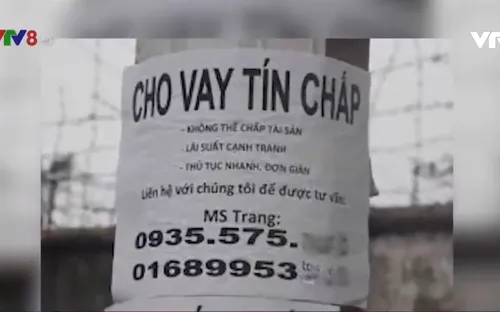 VTV8
VT
CHO VAY TÍN CHẤP
- KHÔNG THẾ CHẤP TÀI SẢN
- LÃI SUẤT CẠNH TRANH
- THỦ TỤC NHANH, ĐƠN GIẢN
Liên hệ với chúng tôi để được tư vấn:
MS Trang:
0935.575.
01689953